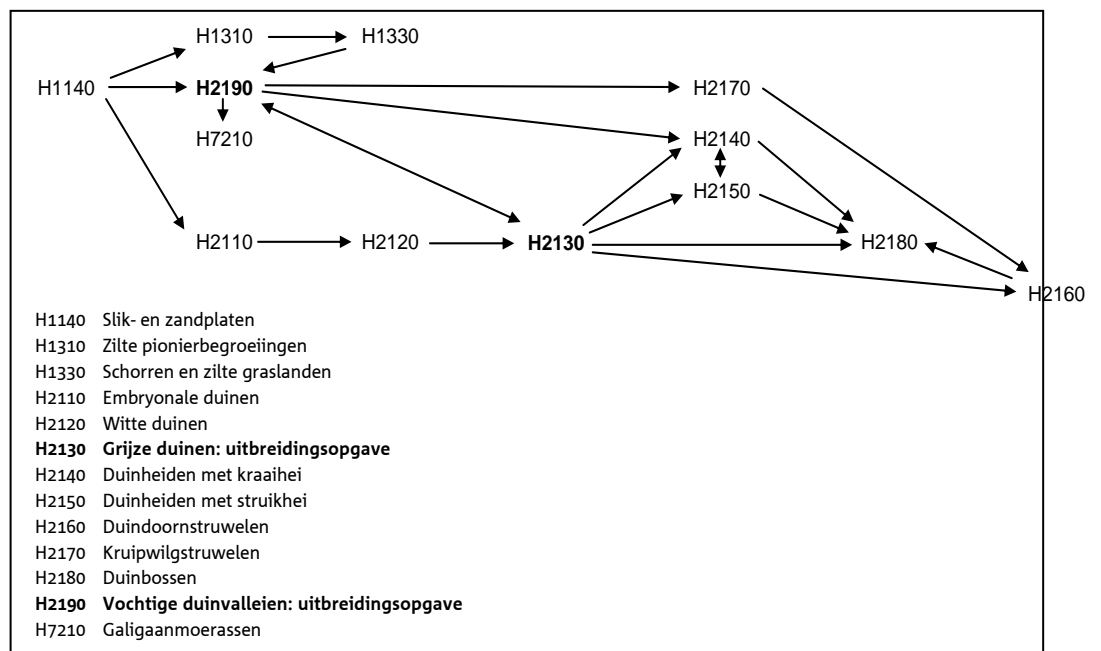 H1310 H1330
H1140 H2190 H2170
H7210 H2140
H2150
H2110 H2120 H2130 H2180
H2160
H1140 Slik- en zandplaten
H1310 Zilte pionierbegroeiingen
H1330 Schorren en zilte graslanden
H2110 Embryonale duinen
H2120 Witte duinen
H2130 Grijze duinen: uitbreidingsopgave
H2140 Duinheiden met kraaihei
H2150 Duinheiden met struikhei
H2160 Duindoornstruwelen
H2170 Kruipwilgstruwelen
H2180 Duinbossen
H2190 Vochtige duinvalleien: uitbreidingsopgave
H7210 Galigaanmoerassen